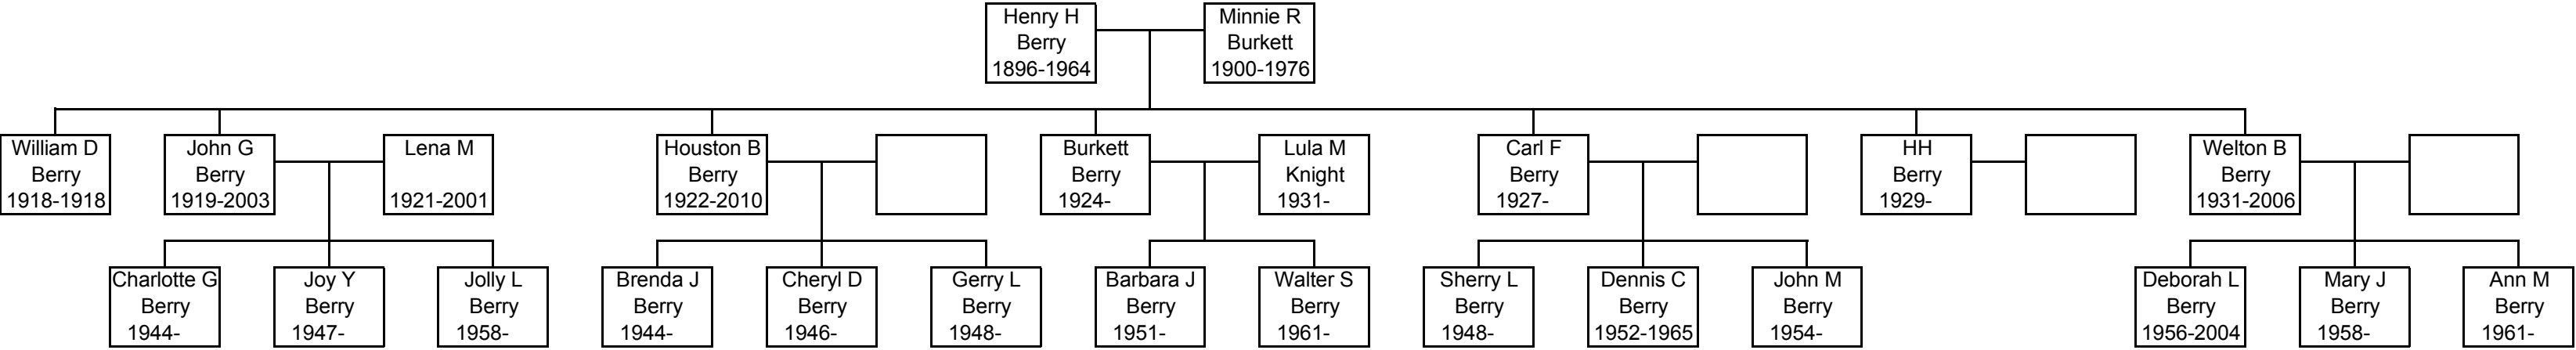 Henry H
Berry
1896-1964
Minnie R
Burkett
1900-1976
William D
Berry
1918-1918
John G
Berry
1919-2003
Lena M
1921-2001
Houston B
Berry
1922-2010
Burkett
Berry
1924-
Lula M
Knight
1931-
Carl F
Berry
1927-
HH
Berry
1929-
Welton B
Berry
1931-2006
Charlotte G
Berry
1944-
Joy Y
Berry
1947-
Jolly L
Berry
1958-
Brenda J
Berry
1944-
Cheryl D
Berry
1946-
Gerry L
Berry
1948-
Barbara J
Berry
1951-
Walter S
Berry
1961-
Sherry L
Berry
1948-
Dennis C
Berry
1952-1965
John M
Berry
1954-
Deborah L
Berry
1956-2004
Mary J
Berry
1958-
Ann M
Berry
1961-